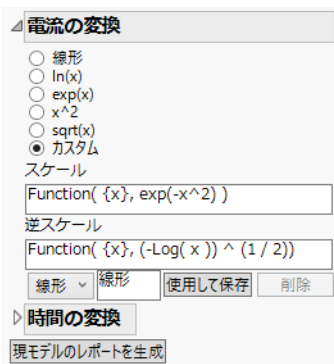 電流の変換
線形
ln(x)
exp(x)
x^2
sqrt(x)
カスタム
スケール
Function( {x}, exp(-x^2) )
逆スケール
Function( {x}, (-Log( x )) ^ (1 / 2))
線形 線形 使用して保存 削除
時間の変換
現モデルのレポートを生成